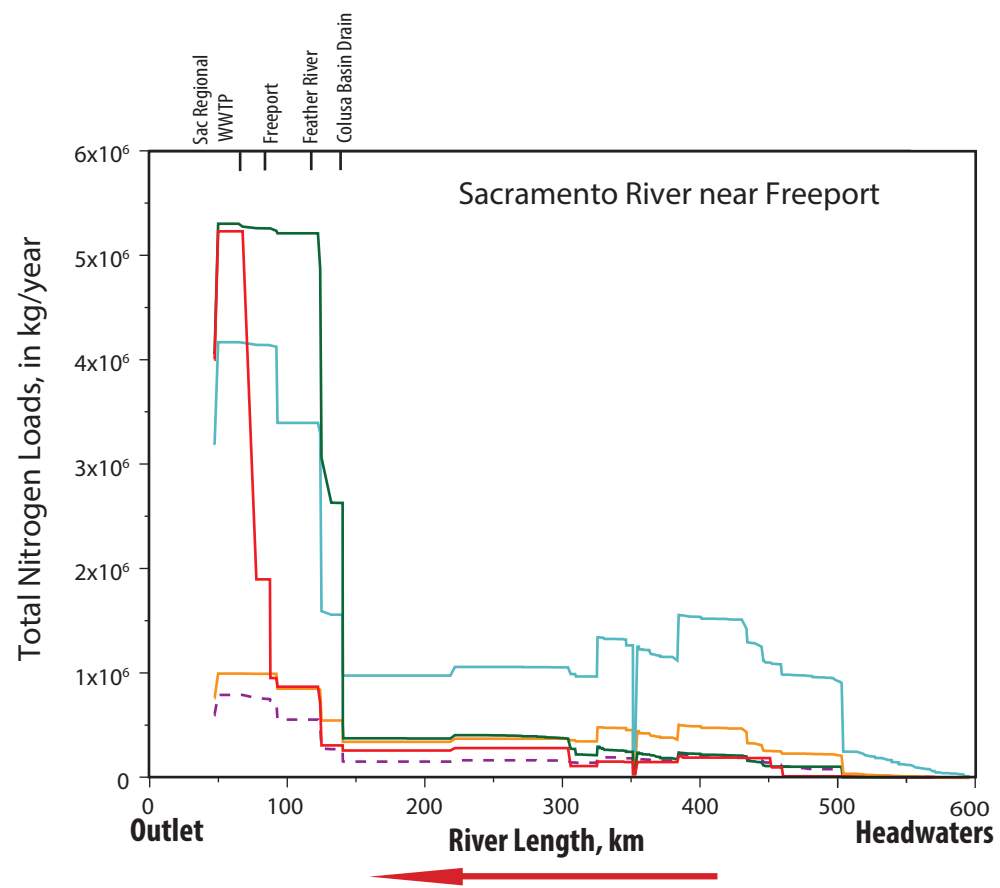 Sac Regional
WWTP
Freeport
Feather River
Colusa Basin Drain
Sacramento River near Freeport
Total Nitrogen Loads, in kg/year
6x10⁶
5x10⁶
4x10⁶
3x10⁶
2x10⁶
1x10⁶
0
0 100 200 300 400 500 600
Outlet River Length, km Headwaters